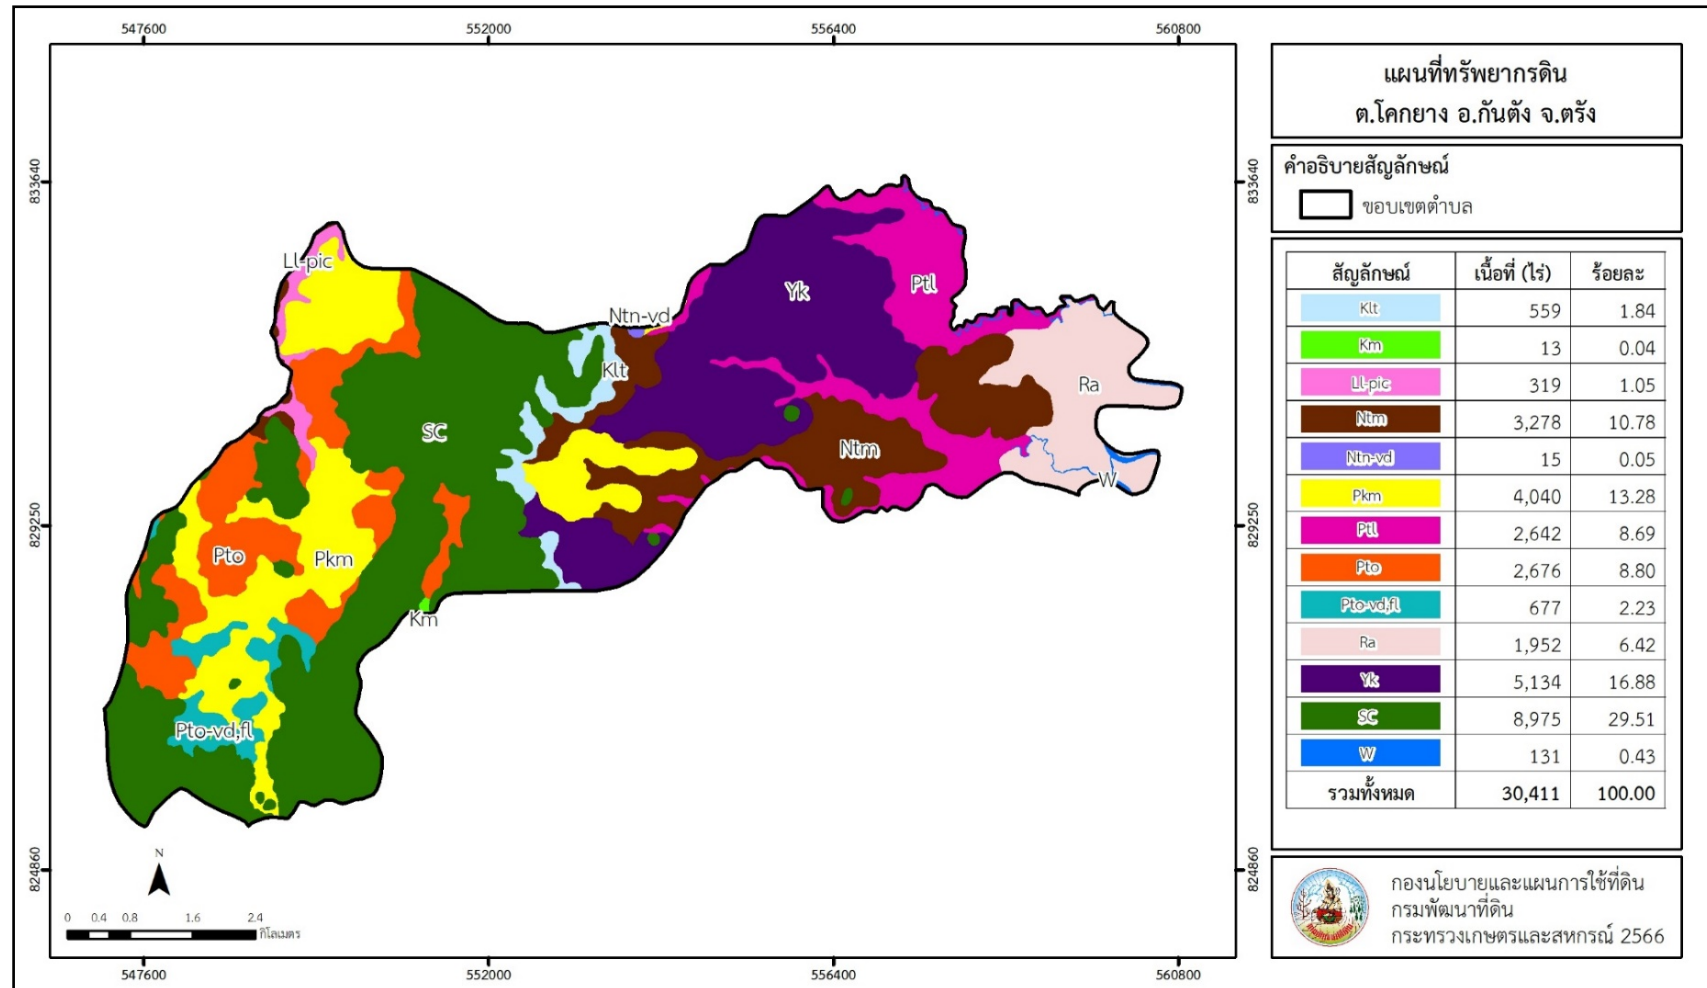 547600 552000 556400 560800
833640 833640
829250 829250
824860 824860
Ll-pic
Yk
Ptl
Ntn-vd
Klt
Ra
SC
Ntm
W
Pto
Pkm
Km
Pto-vd,fl
N
0 0.4 0.8 1.6 2.4
กิโลเมตร
547600 552000 556400 560800
แผนที่ทรัพยากรดิน
ต.โคกยาง อ.กันตัง จ.ตรัง
คำอธิบายสัญลักษณ์
ขอบเขตตำบล
สัญลักษณ์ เนื้อที่ (ไร่) ร้อยละ
Klt 559 1.84
Km 13 0.04
Ll-pic 319 1.05
Ntm 3,278 10.78
Ntn-vd 15 0.05
Pkm 4,040 13.28
Ptl 2,642 8.69
Pto 2,676 8.80
Pto-vd,fl 677 2.23
Ra 1,952 6.42
Yk 5,134 16.88
SC 8,975 29.51
W 131 0.43
รวมทั้งหมด 30,411 100.00
กองนโยบายและแผนการใช้ที่ดิน
กรมพัฒนาที่ดิน
กระทรวงเกษตรและสหกรณ์ 2566